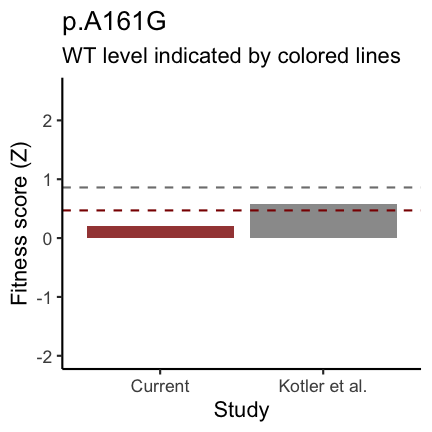 p.A161G
WT level indicated by colored lines
Fitness score (Z)
2
1
0
-1
-2
Current
Kotler et al.
Study